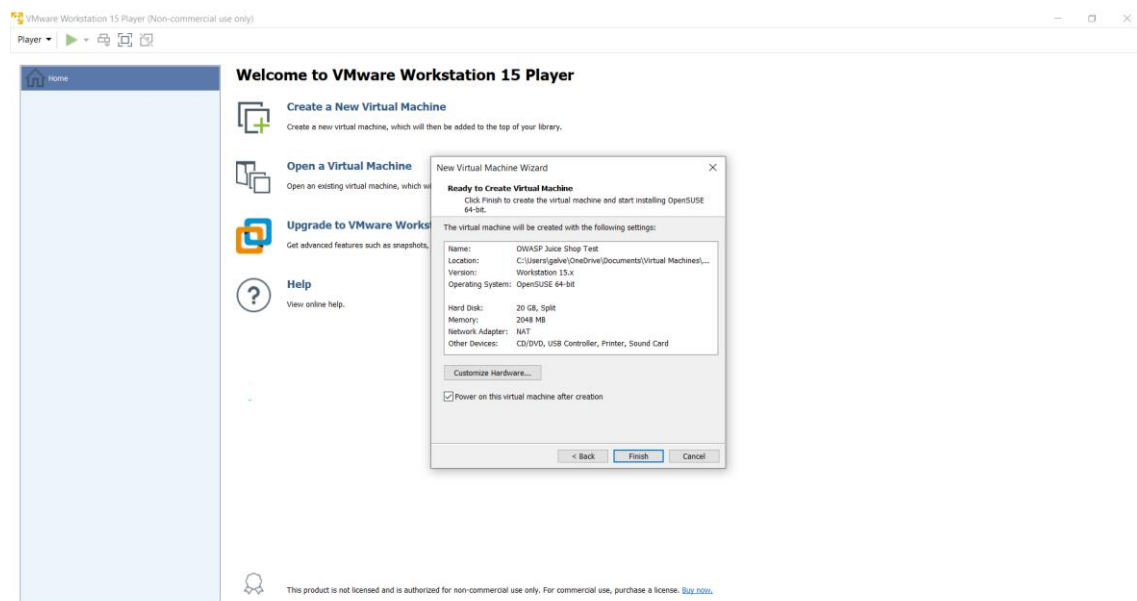 VMware Workstation 15 Player (Non-commercial use only)
Player
Home
Welcome to VMware Workstation 15 Player
Create a New Virtual Machine
Create a new virtual machine, which will then be added to the top of your library.
Open a Virtual Machine
Open an existing virtual machine, which
Upgrade to VMware
Get advanced features such as snapshots,
Help
View online help.
New Virtual Machine Wizard
Ready to Create Virtual Machine
Click Finish to create the virtual machine and start installing OpenSUSE
64-bit.
The virtual machine will be created with the following settings:
Name: OWASP Juice Shop Test
Location: C:\Users\galve\OneDrive\Documents\Virtual Machines\,...
Version: Workstation 15.x
Operating System: OpenSUSE 64-bit
Hard Disk: 20 GB, Split
Memory: 2048 MB
Network Adapter: NAT
Other Devices: CD/DVD, USB Controller, Printer, Sound Card
Customize Hardware...
Power on this virtual machine after creation
< Back Finish Cancel
This product is not licensed and is authorized for non-commercial use only. For commercial use, purchase a license. Buy now.